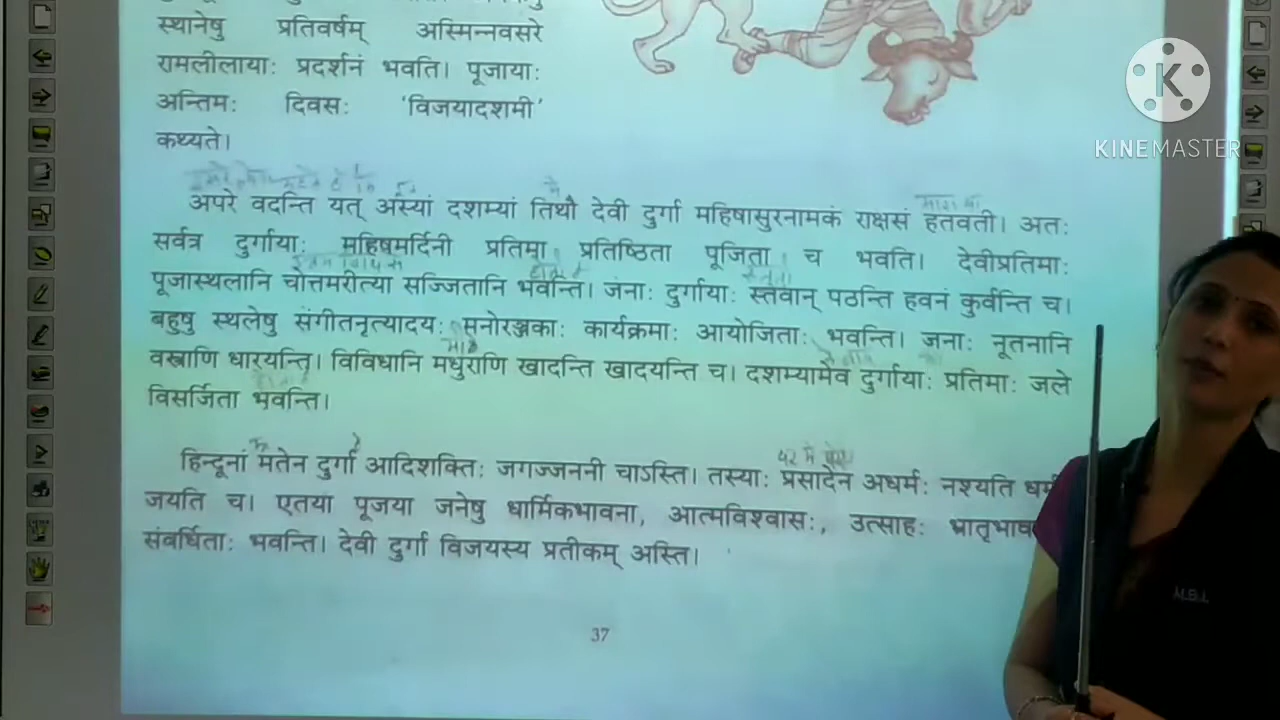 स्थानेषु प्रतिवर्षम् अस्मिन्नवसरे
रामलीलायाः प्रदर्शनं भवति। पूजायाः
अन्तिमः दिवसः 'विजयादशमी'
कथ्यते।
अपरे वदन्ति यत् अस्यां दशम्यां तिथौ देवी दुर्गा महिषासुरनामकं राक्षसं हतवती। अतः
सर्वत्र दुर्गायाः महिषमर्दिनी प्रतिमा प्रतिष्ठिता पूजिता च भवति। देवीप्रतिमाः
पूजास्थलानि चोत्तमरीत्या सज्जितानि भवन्ति। जनाः दुर्गायाः स्तवान् पठन्ति हवनं कुर्वन्ति च।
बहुषु स्थलेषु संगीतनृत्यादयः मनोरञ्जकाः कार्यक्रमाः आयोजिताः भवन्ति। जनाः नूतनानि
वस्त्राणि धारयन्ति। विविधानि मधुराणि खादन्ति खादयन्ति च। दशम्यामेव दुर्गायाः प्रतिमाः जले
विसर्जिता भवन्ति।
हिन्दूनां मतेन दुर्गा आदिशक्तिः जगज्जननी चाऽस्ति। तस्याः प्रसादेन अधर्मः नश्यति
जयति च। एतया पूजया जनेषु धार्मिकभावना, आत्मविश्वासः, उत्साहः
संवर्धिताः भवन्ति। देवी दुर्गा विजयस्य प्रतीकम् अस्ति।
37
K
KINEMASTER
M.B.L